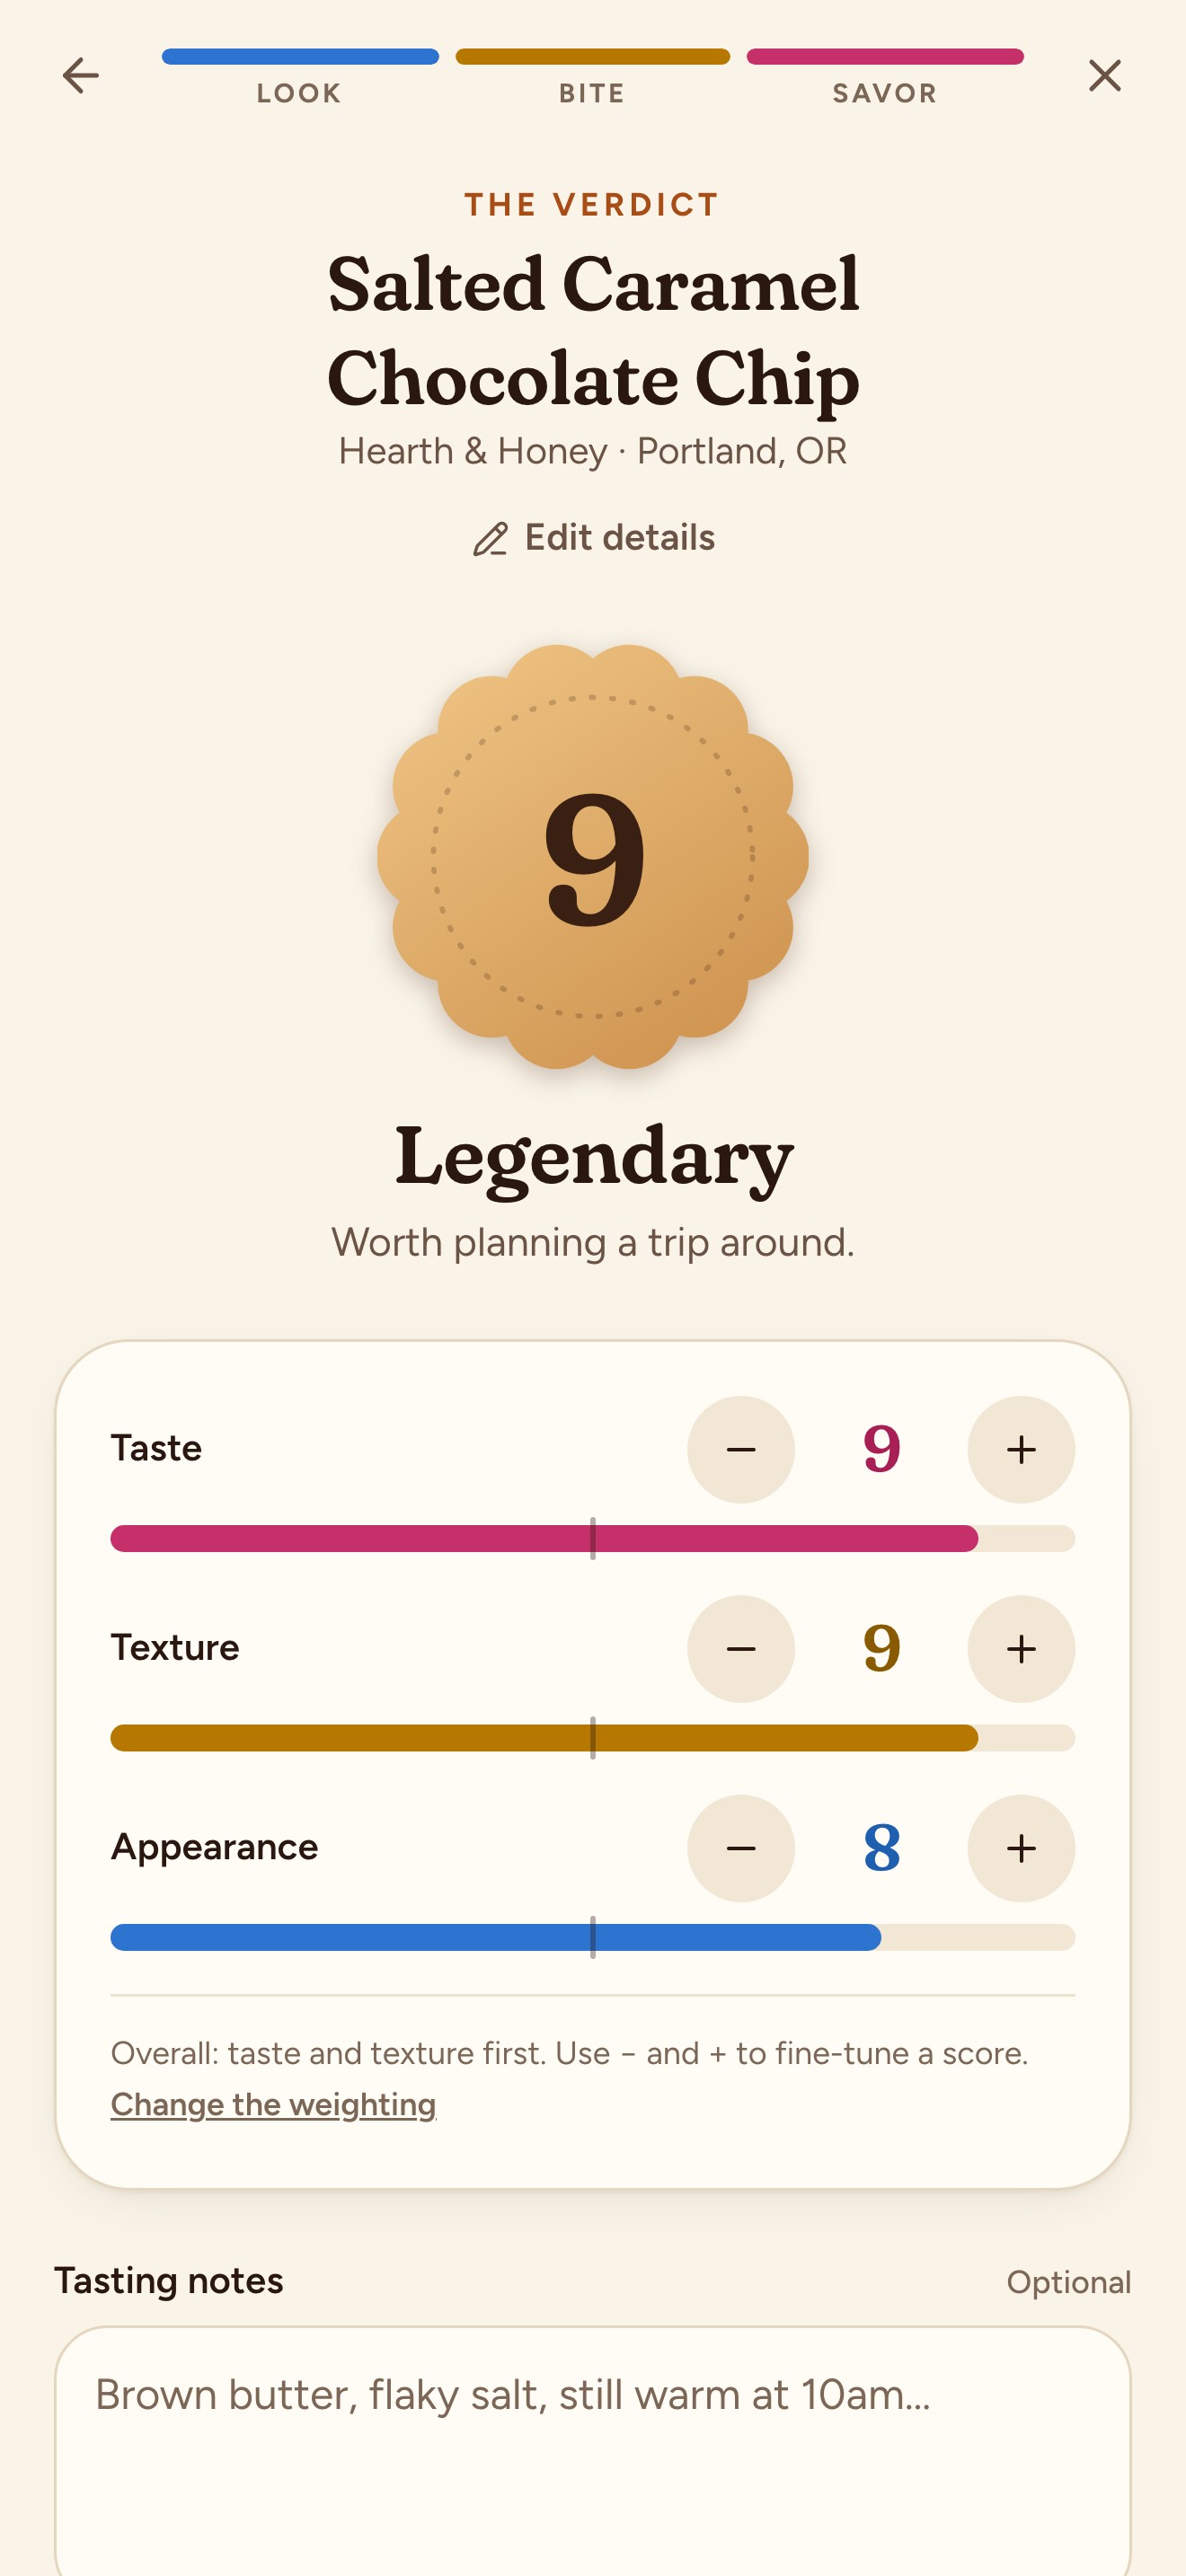 LOOK BITE SAVOR
THE VERDICT
Salted Caramel
Chocolate Chip
Hearth & Honey · Portland, OR
Edit details
9
Legendary
Worth planning a trip around.
Taste − 9 +
Texture − 9 +
Appearance − 8 +
Overall: taste and texture first. Use − and + to fine-tune a score.
Change the weighting
Tasting notes Optional
Brown butter, flaky salt, still warm at 10am...